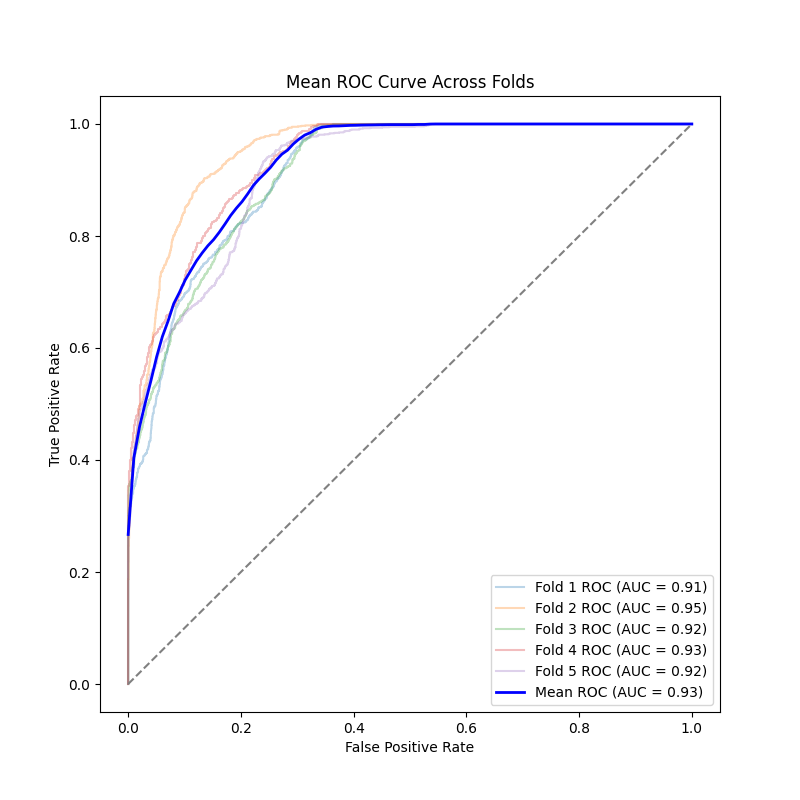 Mean ROC Curve Across Folds
True Positive Rate
1.0
0.8
0.6
0.4
0.2
0.0
0.0 0.2 0.4 0.6 0.8 1.0
False Positive Rate
Fold 1 ROC (AUC = 0.91)
Fold 2 ROC (AUC = 0.95)
Fold 3 ROC (AUC = 0.92)
Fold 4 ROC (AUC = 0.93)
Fold 5 ROC (AUC = 0.92)
Mean ROC (AUC = 0.93)